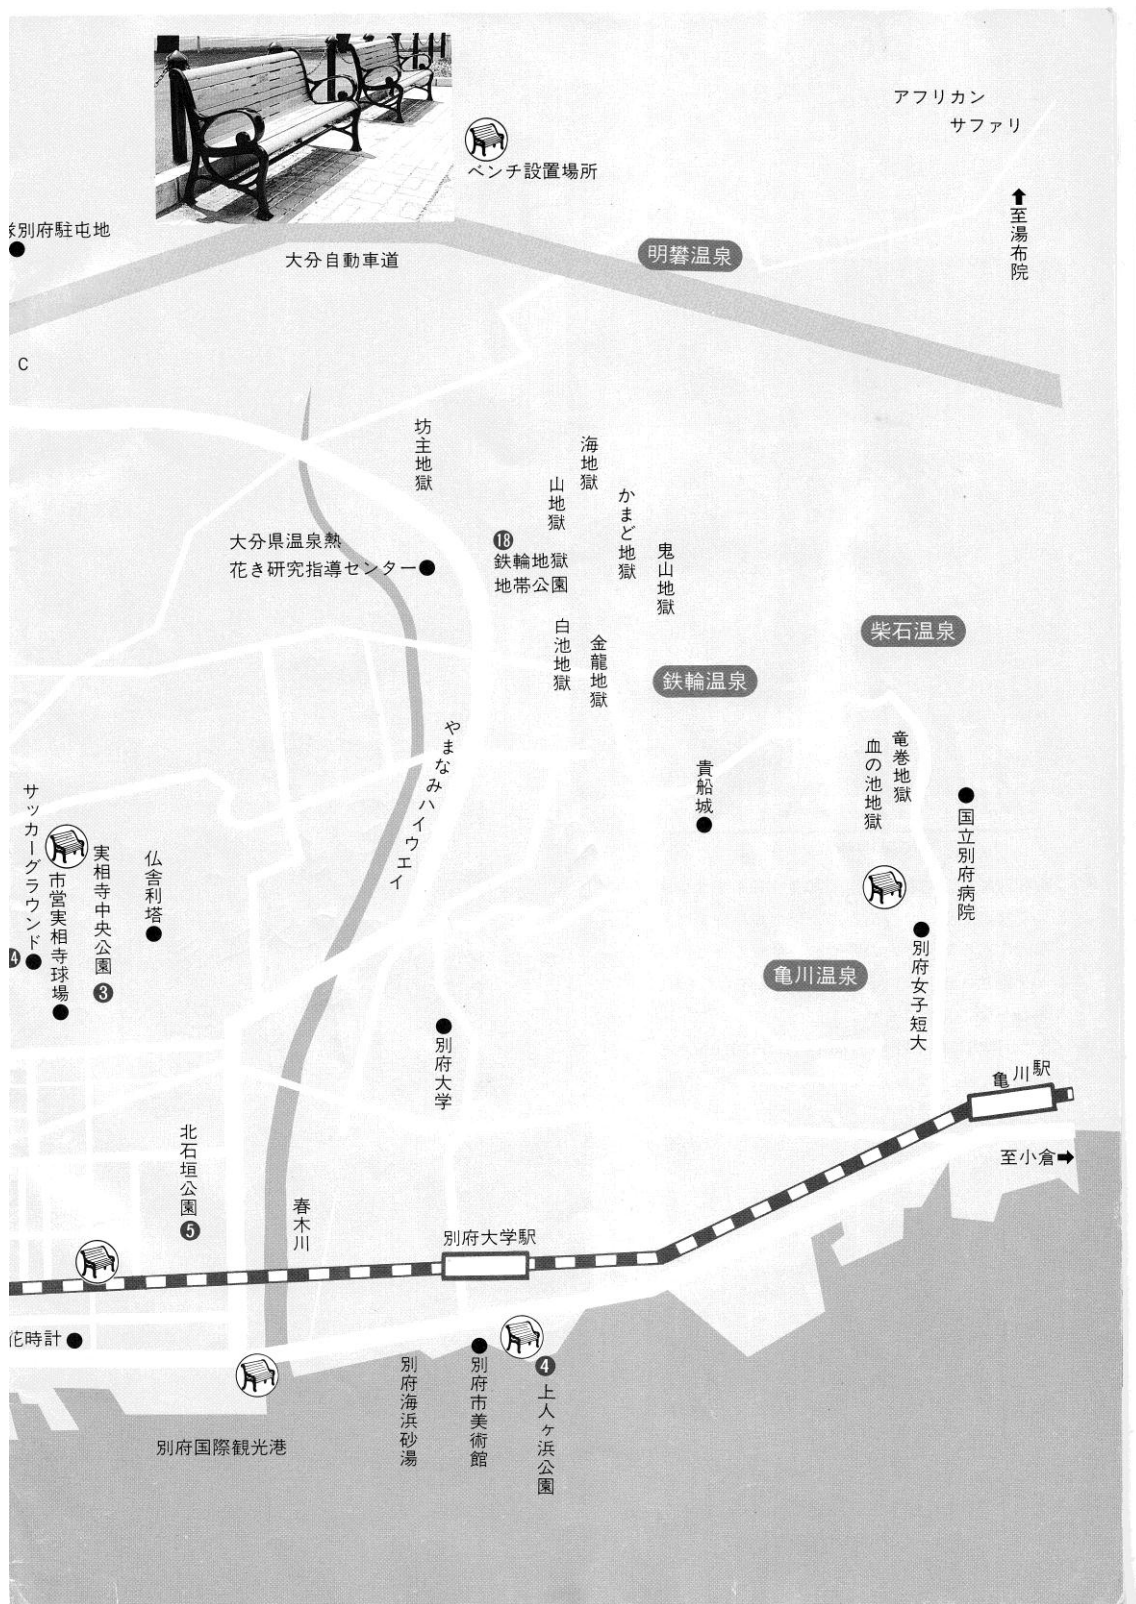 アフリカン
サファリ
ベンチ設置場所
至湯布院
別府駐屯地
大分自動車道
明礬温泉
C
坊主地獄
海地獄
山地獄
かまど地獄
鬼山地獄
大分県温泉熱
花き研究指導センター
18
鉄輪地獄
地帯公園
白池地獄
金龍地獄
柴石温泉
鉄輪温泉
やまなみハイウエイ
竜巻地獄
血の池地獄
貴船城
国立別府病院
サッカーグラウンド
市営実相寺球場
実相寺中央公園
3
仏舎利塔
別府女子短大
亀川温泉
別府大学
亀川駅
至小倉
北石垣公園
5
春木川
別府大学駅
花時計
別府海浜砂湯
別府市美術館
4
上人ヶ浜公園
別府国際観光港